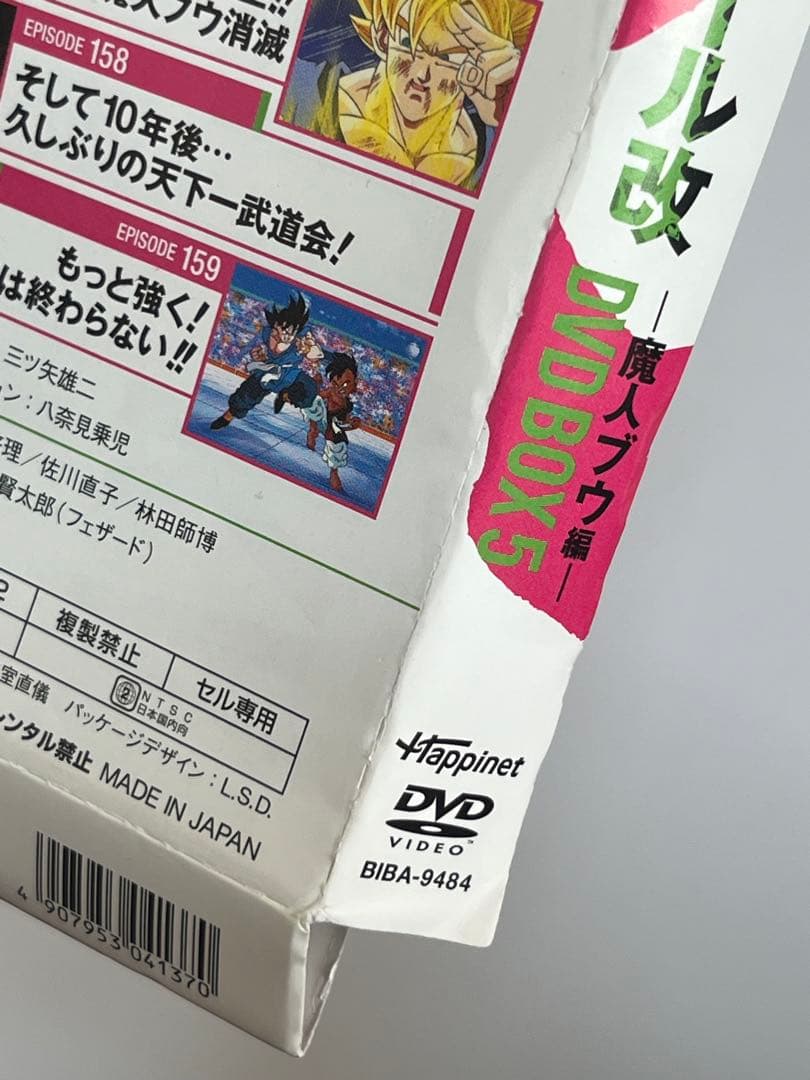 人ブウ消滅
EPISODE 158
そして10年後…
久しぶりの天下一武道会!
EPISODE 159
もっと強く!
は終わらない!!
三ツ矢雄二
ョン:八奈見乗児
理/佐川直子/林田師博
賢太郎(フェザード)
複製禁止
セル専用
2
NTSC
日本国内向
室直儀 パッケージデザイン:L.S.D.
レンタル禁止 MADE IN JAPAN
4 907953 041370
ル改
―魔人ブウ編―
DVD BOX 5
Happinet
DVD
VIDEO™
BIBA-9484